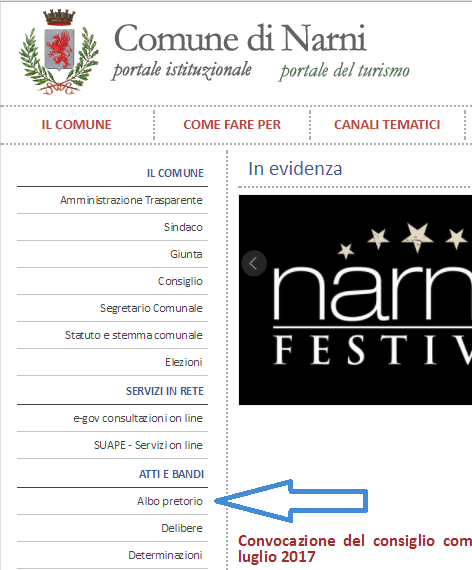 Comune di Narni
portale istituzionale portale del turismo
IL COMUNE COME FARE PER CANALI TEMATICI
IL COMUNE
Amministrazione Trasparente
Sindaco
Giunta
Consiglio
Segretario Comunale
Statuto e stemma comunale
Elezioni
SERVIZI IN RETE
e-gov consultazioni on line
SUAPE - Servizi on line
ATTI E BANDI
Albo pretorio
Delibere
Determinazioni
In evidenza
narn
FESTIV
Convocazione del consiglio com
luglio 2017